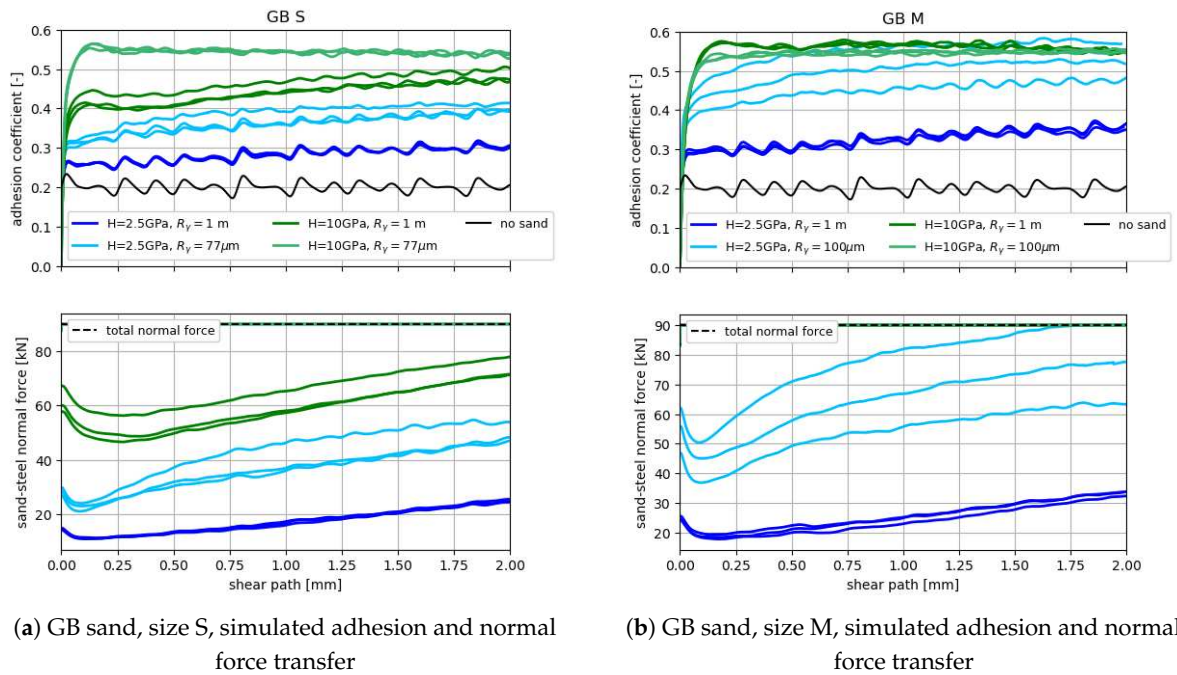 GB S
0.6
0.5
0.4
0.3
0.2
0.1
0.0
adhesion coefficient [-]
H=2.5GPa, Rγ = 1 m
H=2.5GPa, Rγ = 77μm
H=10GPa, Rγ = 1 m
H=10GPa, Rγ = 77μm
no sand
total normal force
80
60
40
20
sand-steel normal force [kN]
0.00 0.25 0.50 0.75 1.00 1.25 1.50 1.75 2.00
shear path [mm]
(a) GB sand, size S, simulated adhesion and normal
force transfer
GB M
0.6
0.5
0.4
0.3
0.2
0.1
0.0
adhesion coefficient [-]
H=2.5GPa, Rγ = 1 m
H=2.5GPa, Rγ = 100μm
H=10GPa, Rγ = 1 m
H=10GPa, Rγ = 100μm
no sand
total normal force
90
80
70
60
50
40
30
20
sand-steel normal force [kN]
0.00 0.25 0.50 0.75 1.00 1.25 1.50 1.75 2.00
shear path [mm]
(b) GB sand, size M, simulated adhesion and normal
force transfer